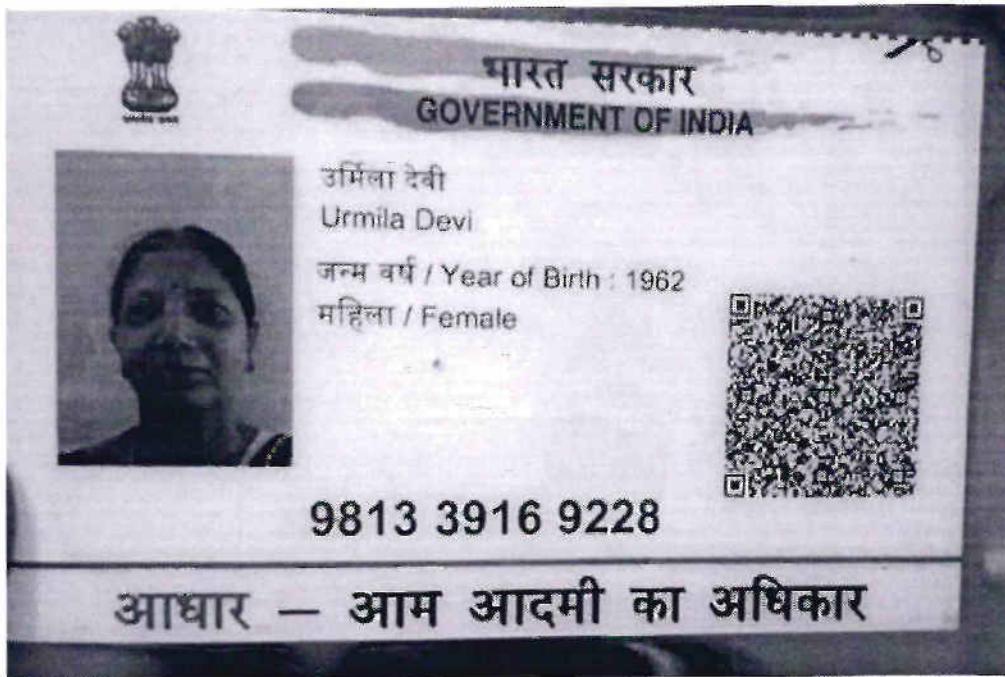 भारत सरकार
GOVERNMENT OF INDIA
उर्मिला देवी
Urmila Devi
जन्म वर्ष / Year of Birth : 1962
महिला / Female
9813 3916 9228
आधार — आम आदमी का अधिकार